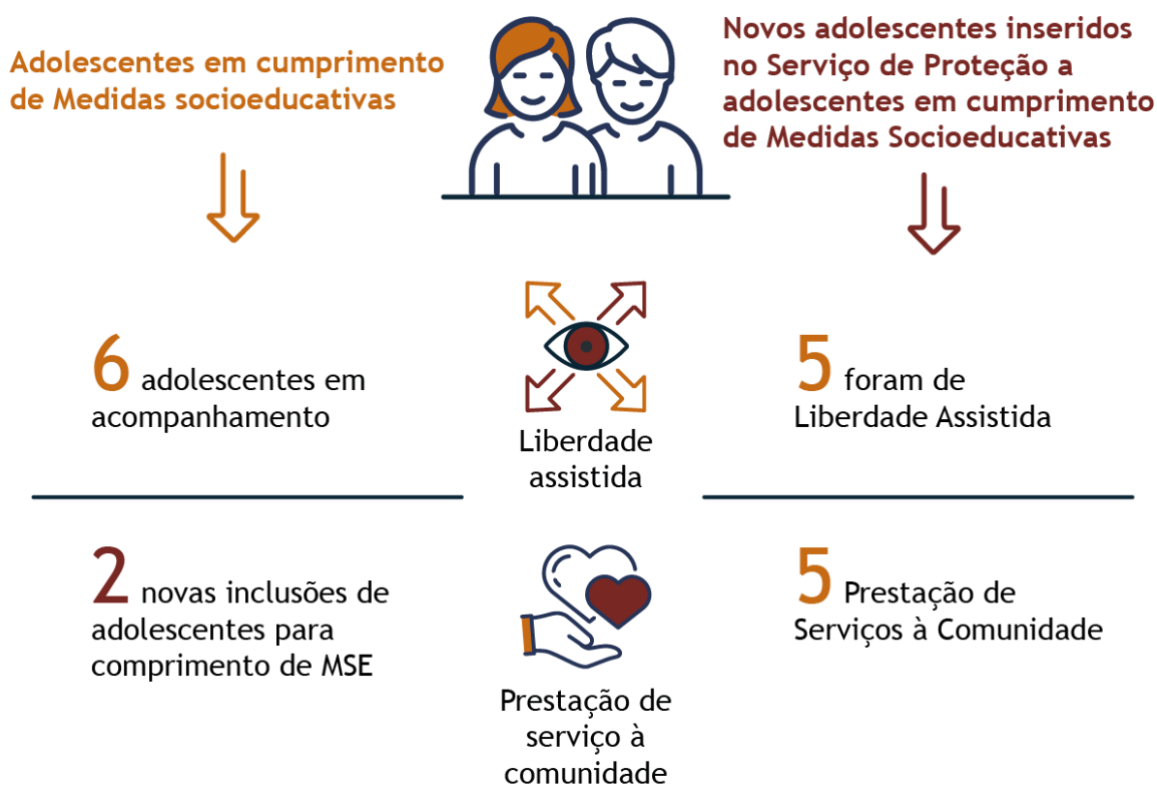 Adolescentes em cumprimento
de Medidas socioeducativas
Novos adolescentes inseridos
no Serviço de Proteção a
adolescentes em cumprimento
de Medidas Socioeducativas
6 adolescentes em
acompanhamento
Liberdade
assistida
5 foram de
Liberdade Assistida
2 novas inclusões de
adolescentes para
comprimento de MSE
Prestação de
serviço à
comunidade
5 Prestação de
Serviços à Comunidade